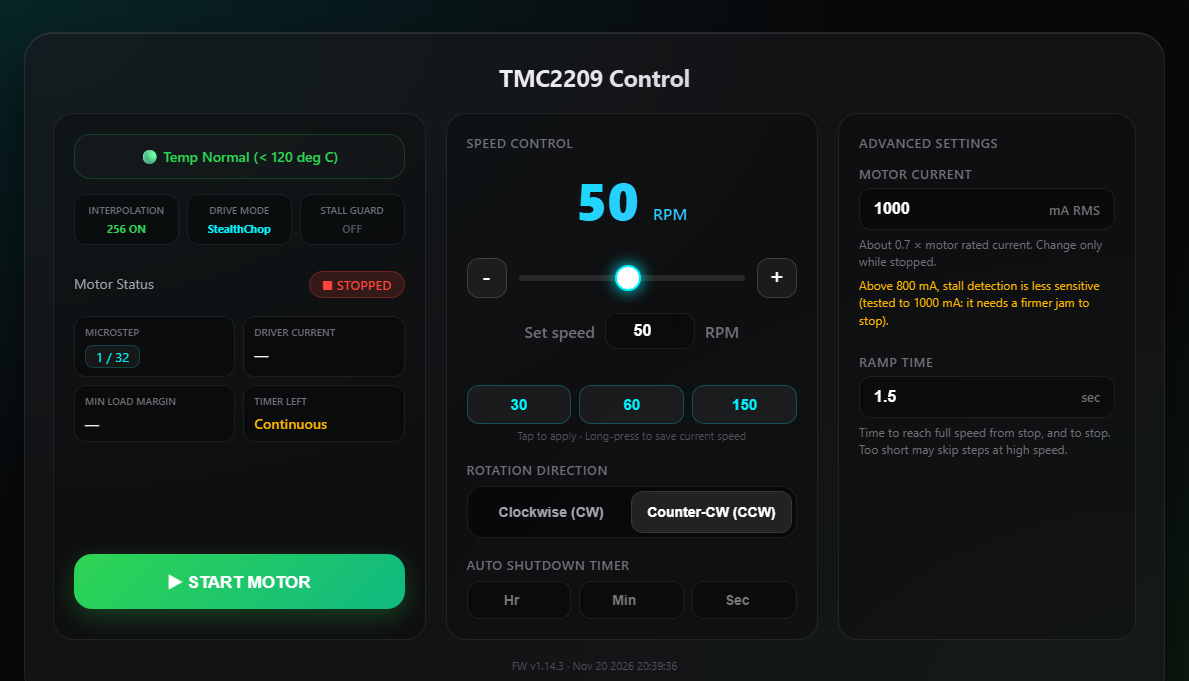 TMC2209 Control
Temp Normal (< 120 deg C)
INTERPOLATION
256 ON
DRIVE MODE
StealthChop
STALL GUARD
OFF
Motor Status
STOPPED
MICROSTEP
1 / 32
DRIVER CURRENT
—
MIN LOAD MARGIN
—
TIMER LEFT
Continuous
▶ START MOTOR
SPEED CONTROL
50 RPM
-
+
Set speed 50 RPM
30 60 150
Tap to apply · Long-press to save current speed
ROTATION DIRECTION
Clockwise (CW) Counter-CW (CCW)
AUTO SHUTDOWN TIMER
Hr Min Sec
ADVANCED SETTINGS
MOTOR CURRENT
1000 mA RMS
About 0.7 × motor rated current. Change only
while stopped.
Above 800 mA, stall detection is less sensitive
(tested to 1000 mA: it needs a firmer jam to
stop).
RAMP TIME
1.5 sec
Time to reach full speed from stop, and to stop.
Too short may skip steps at high speed.
FW v1.14.3 · Nov 20 2026 20:39:36